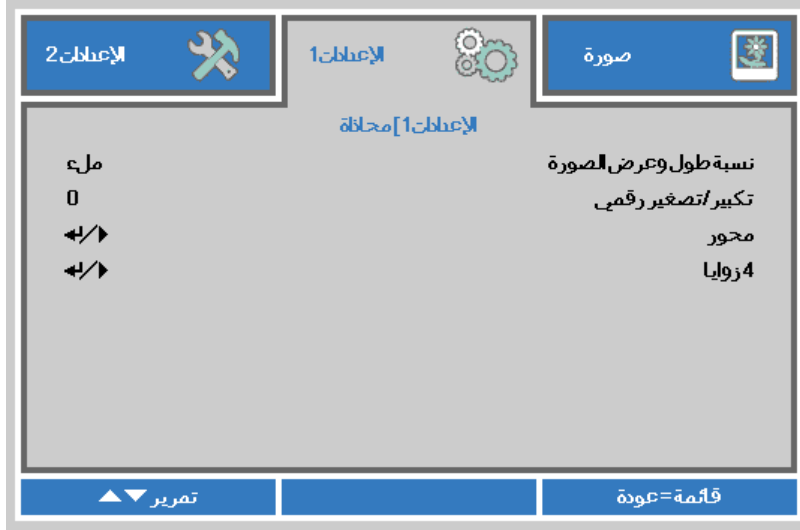 صورة
الإعدادات1
الإعدادات2
الإعدادات1]محاذاة
نسبة طول وعرض الصورة ملء
تكبير/تصغير رقمي 0
محور
4 زوايا
قائمة=عودة
تمرير ▼▲